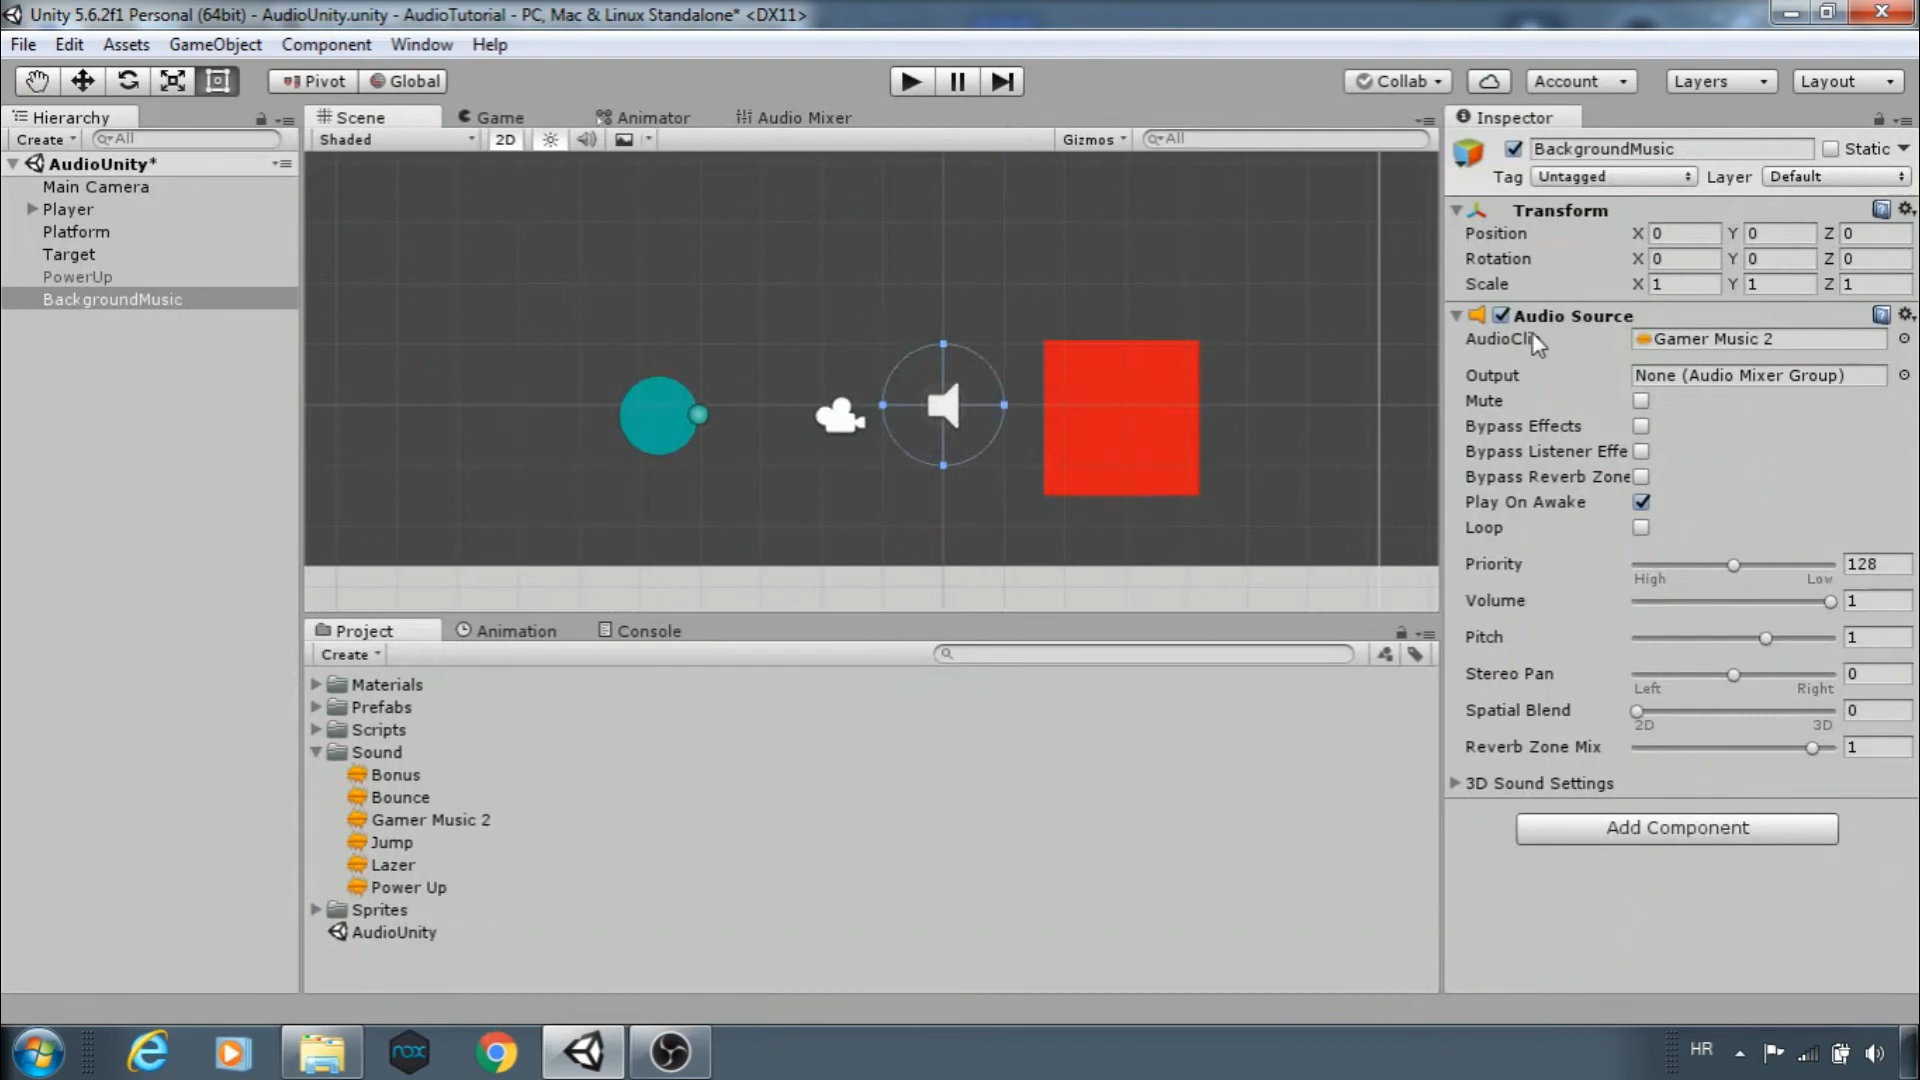 Unity 5.6.2f1 Personal (64bit) - AudioUnity.unity - AudioTutorial - PC, Mac & Linux Standalone* <DX11>
File Edit Assets GameObject Component Window Help
Pivot Global Collab Account Layers Layout
Hierarchy
Create All
AudioUnity*
Main Camera
Player
Platform
Target
PowerUp
BackgroundMusic
Scene Game Animator Audio Mixer
Shaded 2D Gizmos All
Inspector
BackgroundMusic Static
Tag Untagged Layer Default
Transform
Position X 0 Y 0 Z 0
Rotation X 0 Y 0 Z 0
Scale X 1 Y 1 Z 1
Audio Source
AudioCli Gamer Music 2
Output None (Audio Mixer Group)
Mute
Bypass Effects
Bypass Listener Effe
Bypass Reverb Zone
Play On Awake
Loop
Priority 128
High Low
Volume 1
Pitch 1
Stereo Pan 0
Left Right
Spatial Blend 0
2D 3D
Reverb Zone Mix 1
3D Sound Settings
Add Component
Project Animation Console
Create
Materials
Prefabs
Scripts
Sound
Bonus
Bounce
Gamer Music 2
Jump
Lazer
Power Up
Sprites
AudioUnity
nox
HR